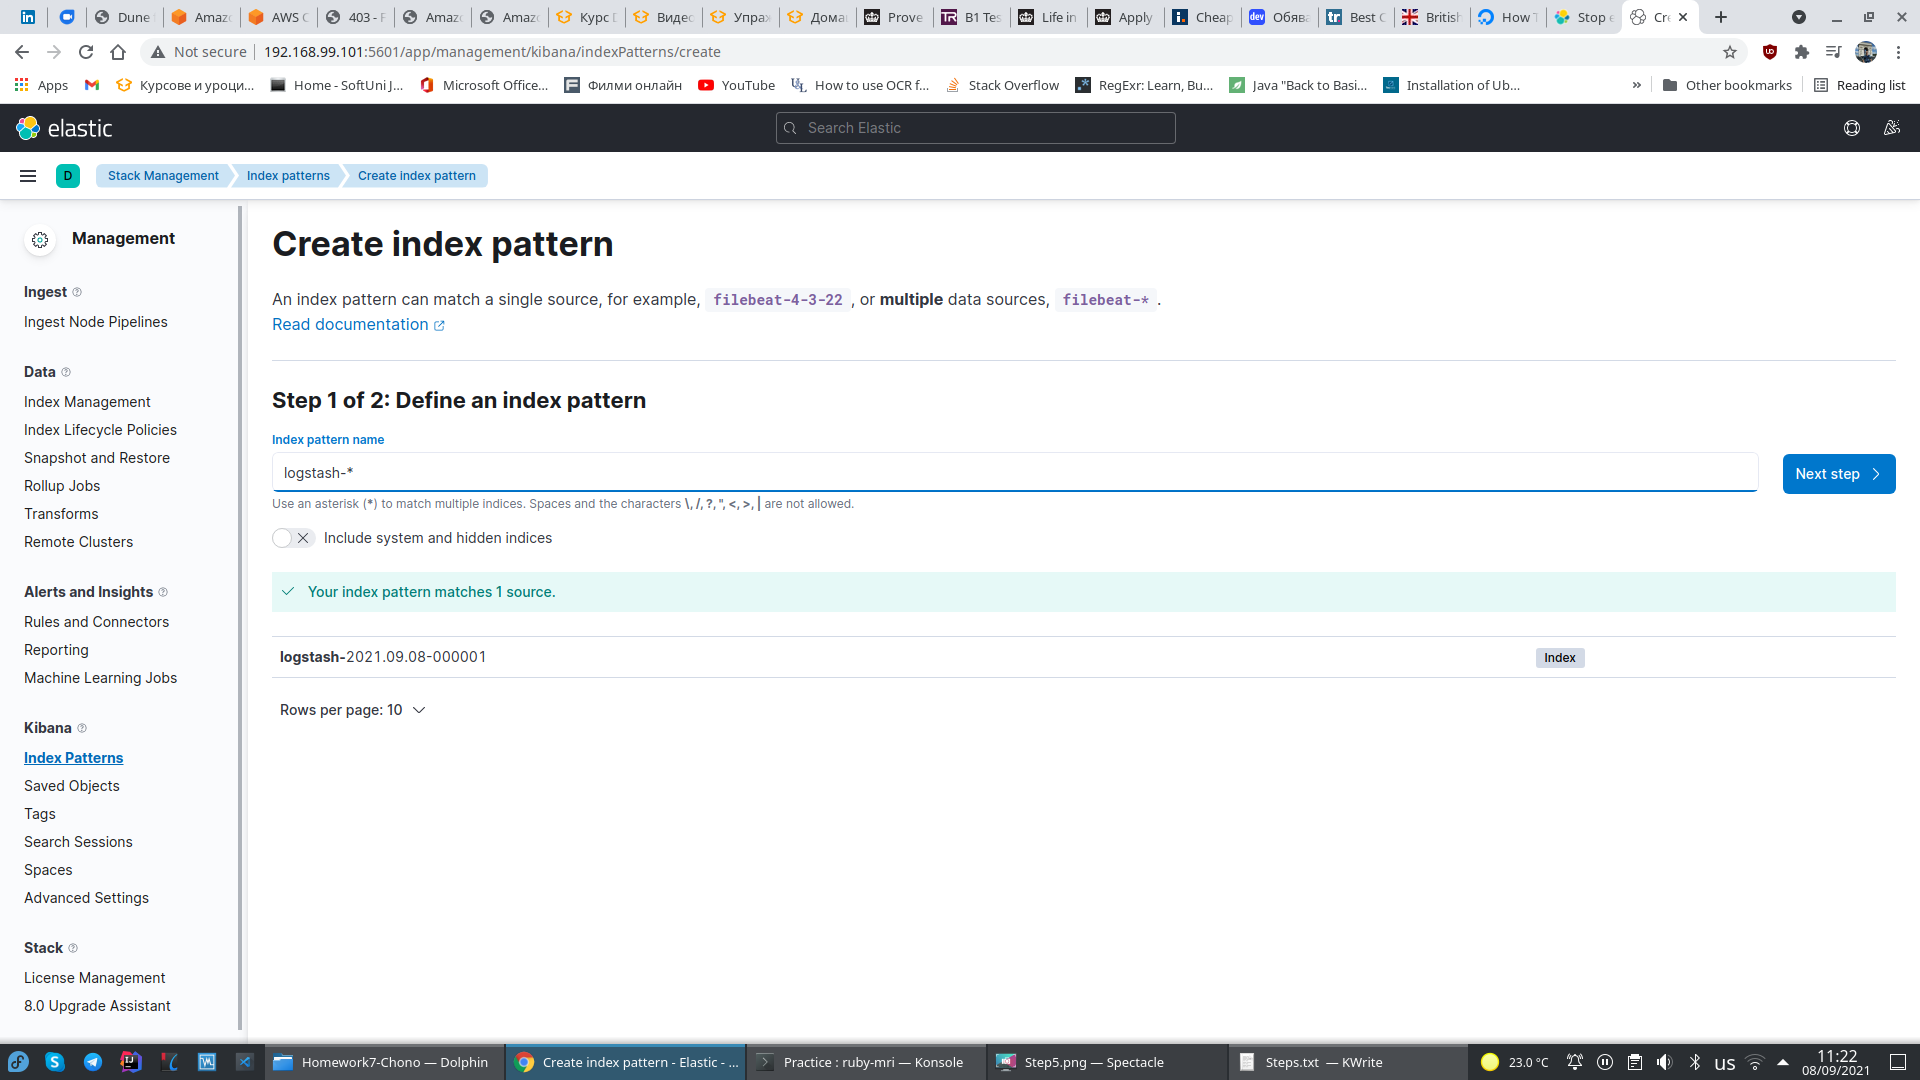 Dune
Amaz
AWS C
403 - F
Amaz
Amaz
Курс
Видео
Упра
Дома
Prove
B1 Tes
Life in
Apply
Cheap
Обява
Best C
British
How T
Stop e
Cr
Not secure 192.168.99.101:5601/app/management/kibana/indexPatterns/create
Apps Курсове и уроци... Home - SoftUni J... Microsoft Office... Филми онлайн YouTube How to use OCR f... Stack Overflow RegExr: Learn, Bu... Java "Back to Basi... Installation of Ub... » Other bookmarks Reading list
elastic Search Elastic
D Stack Management Index patterns Create index pattern
Management
Ingest
Ingest Node Pipelines
Data
Index Management
Index Lifecycle Policies
Snapshot and Restore
Rollup Jobs
Transforms
Remote Clusters
Alerts and Insights
Rules and Connectors
Reporting
Machine Learning Jobs
Kibana
Index Patterns
Saved Objects
Tags
Search Sessions
Spaces
Advanced Settings
Stack
License Management
8.0 Upgrade Assistant
Create index pattern
An index pattern can match a single source, for example, filebeat-4-3-22 , or multiple data sources, filebeat-* .
Read documentation
Step 1 of 2: Define an index pattern
Index pattern name
logstash-*
Next step
Use an asterisk (*) to match multiple indices. Spaces and the characters \, /, ?, ", <, >, | are not allowed.
Include system and hidden indices
Your index pattern matches 1 source.
logstash-2021.09.08-000001 Index
Rows per page: 10
Homework7-Chono — Dolphin Create index pattern - Elastic - ... Practice : ruby-mri — Konsole Step5.png — Spectacle Steps.txt — KWrite 23.0 °C us 11:22
08/09/2021